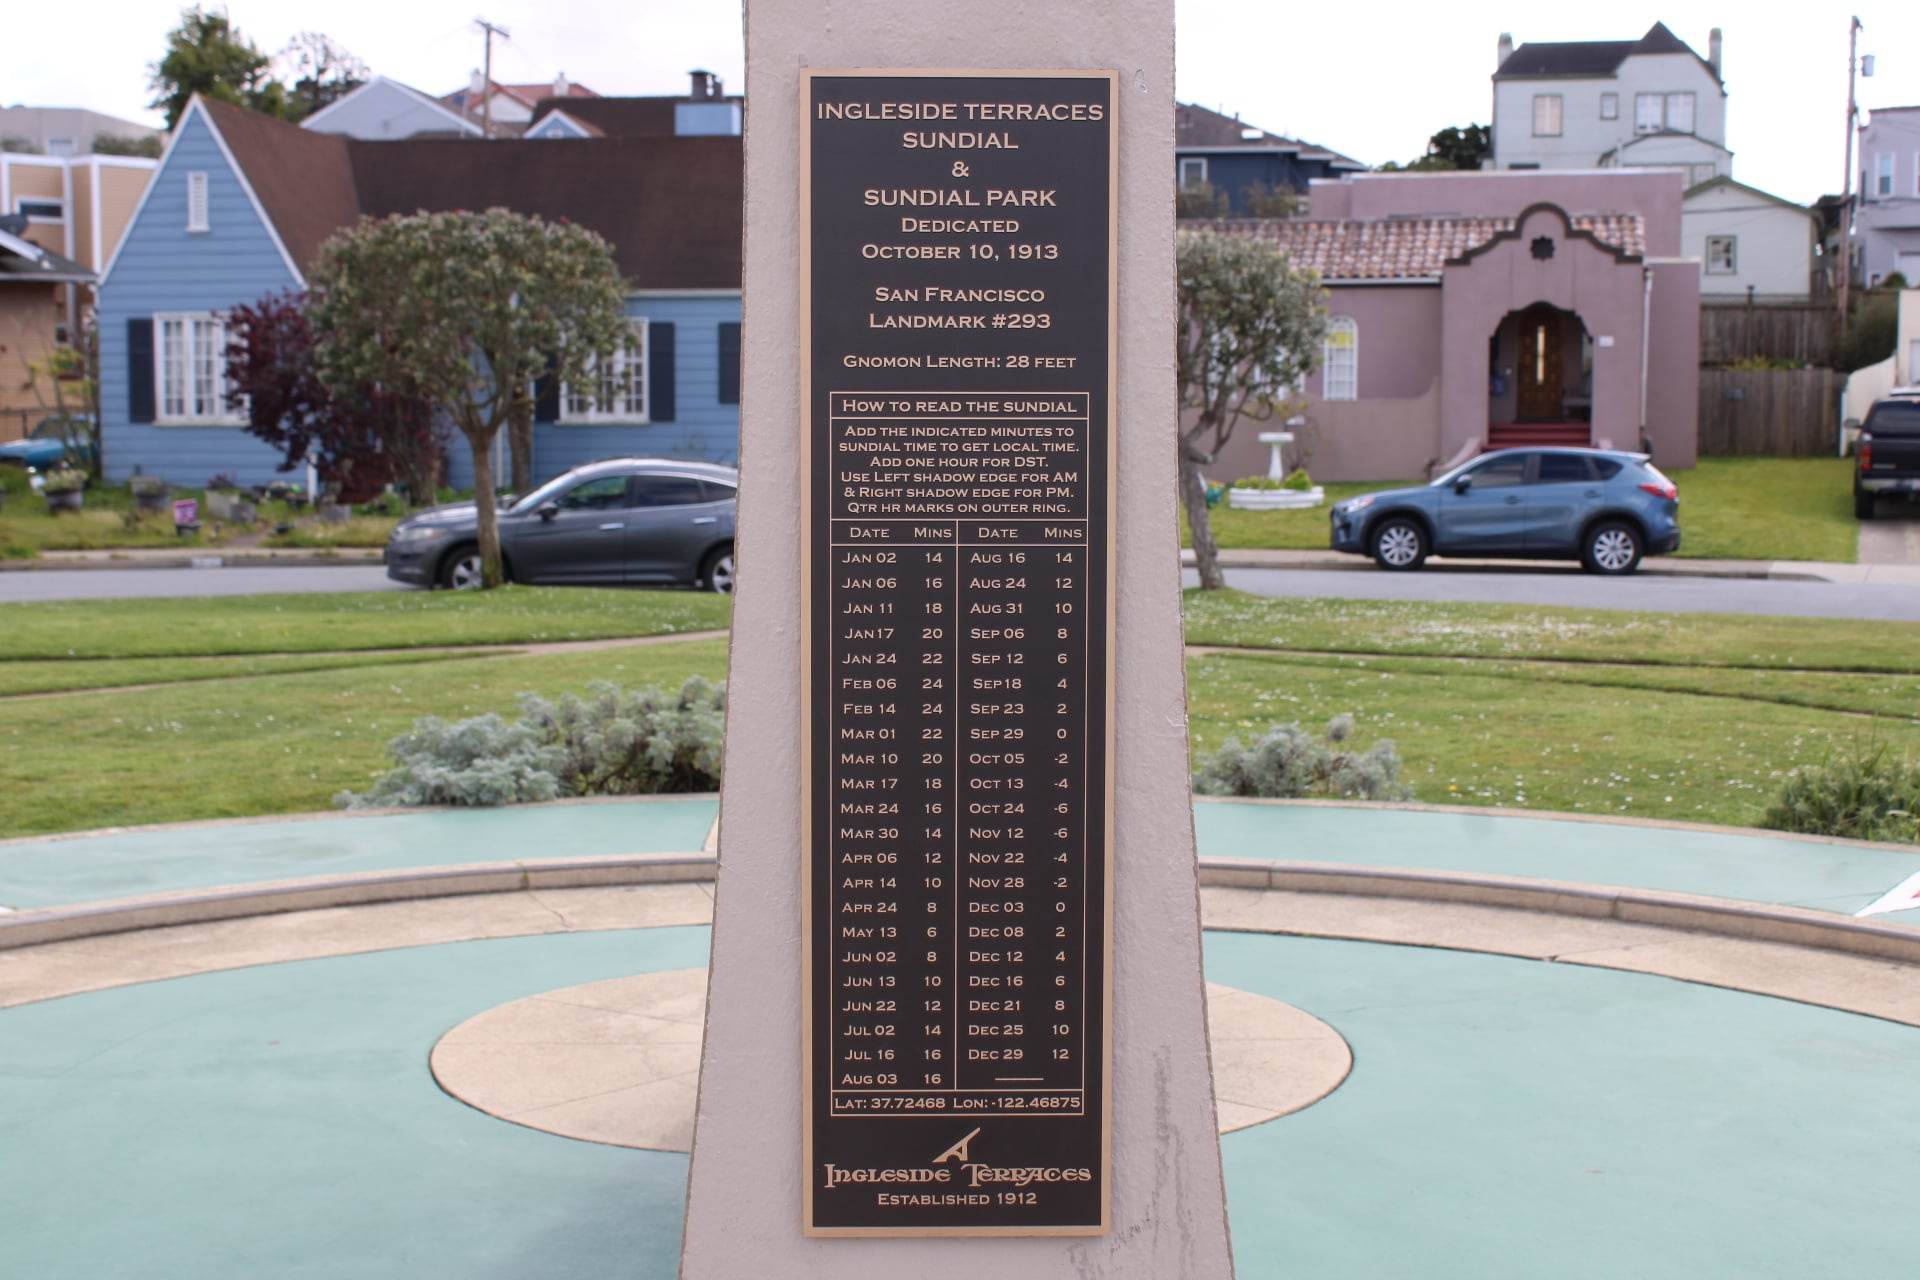 INGLESIDE TERRACES
SUNDIAL
&
SUNDIAL PARK
DEDICATED
OCTOBER 10, 1913
SAN FRANCISCO
LANDMARK #293
GNOMON LENGTH: 28 FEET
HOW TO READ THE SUNDIAL
ADD THE INDICATED MINUTES TO
SUNDIAL TIME TO GET LOCAL TIME.
ADD ONE HOUR FOR DST.
USE LEFT SHADOW EDGE FOR AM
& RIGHT SHADOW EDGE FOR PM.
QTR HR MARKS ON OUTER RING.
DATE MINS DATE MINS
JAN 02 14 AUG 16 14
JAN 06 16 AUG 24 12
JAN 11 18 AUG 31 10
JAN17 20 SEP 06 8
JAN 24 22 SEP 12 6
FEB 06 24 SEP18 4
FEB 14 24 SEP 23 2
MAR 01 22 SEP 29 0
MAR 10 20 OCT 05 -2
MAR 17 18 OCT 13 -4
MAR 24 16 OCT 24 -6
MAR 30 14 NOV 12 -6
APR 06 12 NOV 22 -4
APR 14 10 NOV 28 -2
APR 24 8 DEC 03 0
MAY 13 6 DEC 08 2
JUN 02 8 DEC 12 4
JUN 13 10 DEC 16 6
JUN 22 12 DEC 21 8
JUL 02 14 DEC 25 10
JUL 16 16 DEC 29 12
AUG 03 16
LAT: 37.72468 LON: -122.46875
INGLESIDE TERRACES
ESTABLISHED 1912